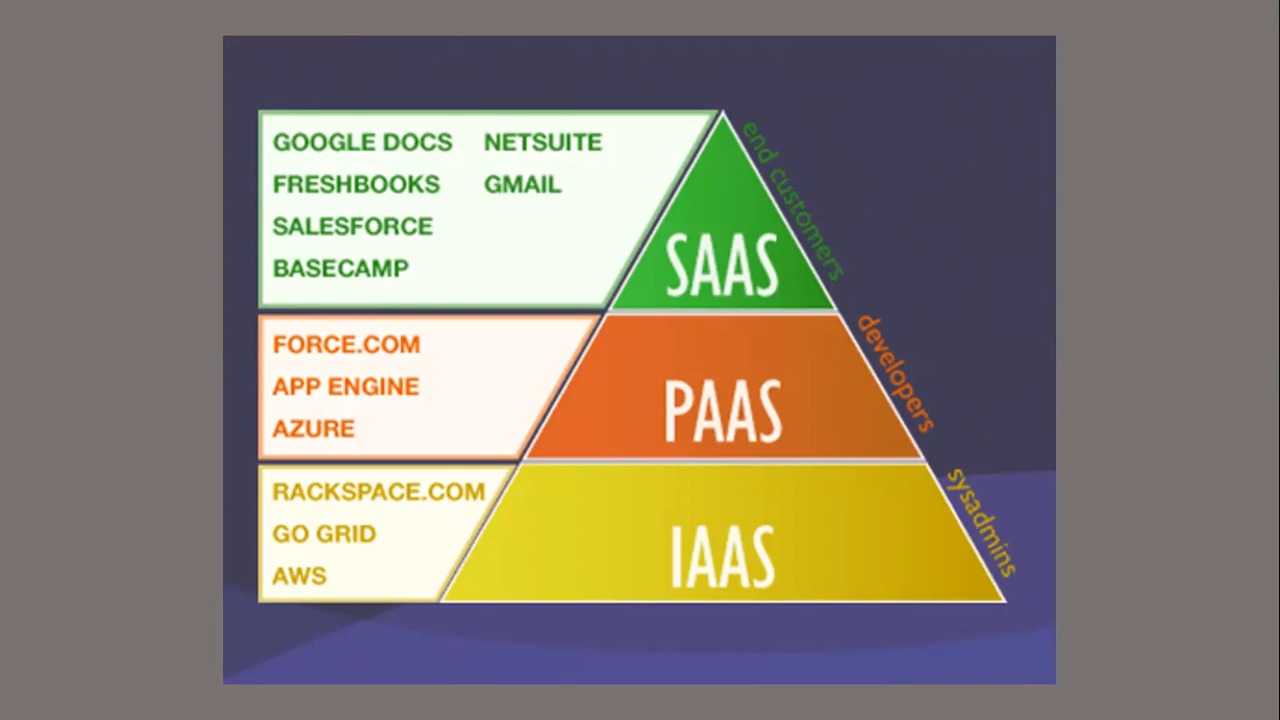 GOOGLE DOCS NETSUITE
FRESHBOOKS GMAIL
SALESFORCE
BASECAMP
SAAS
end customers
FORCE.COM
APP ENGINE
AZURE
PAAS
developers
RACKSPACE.COM
GO GRID
AWS
IAAS
sysadmins